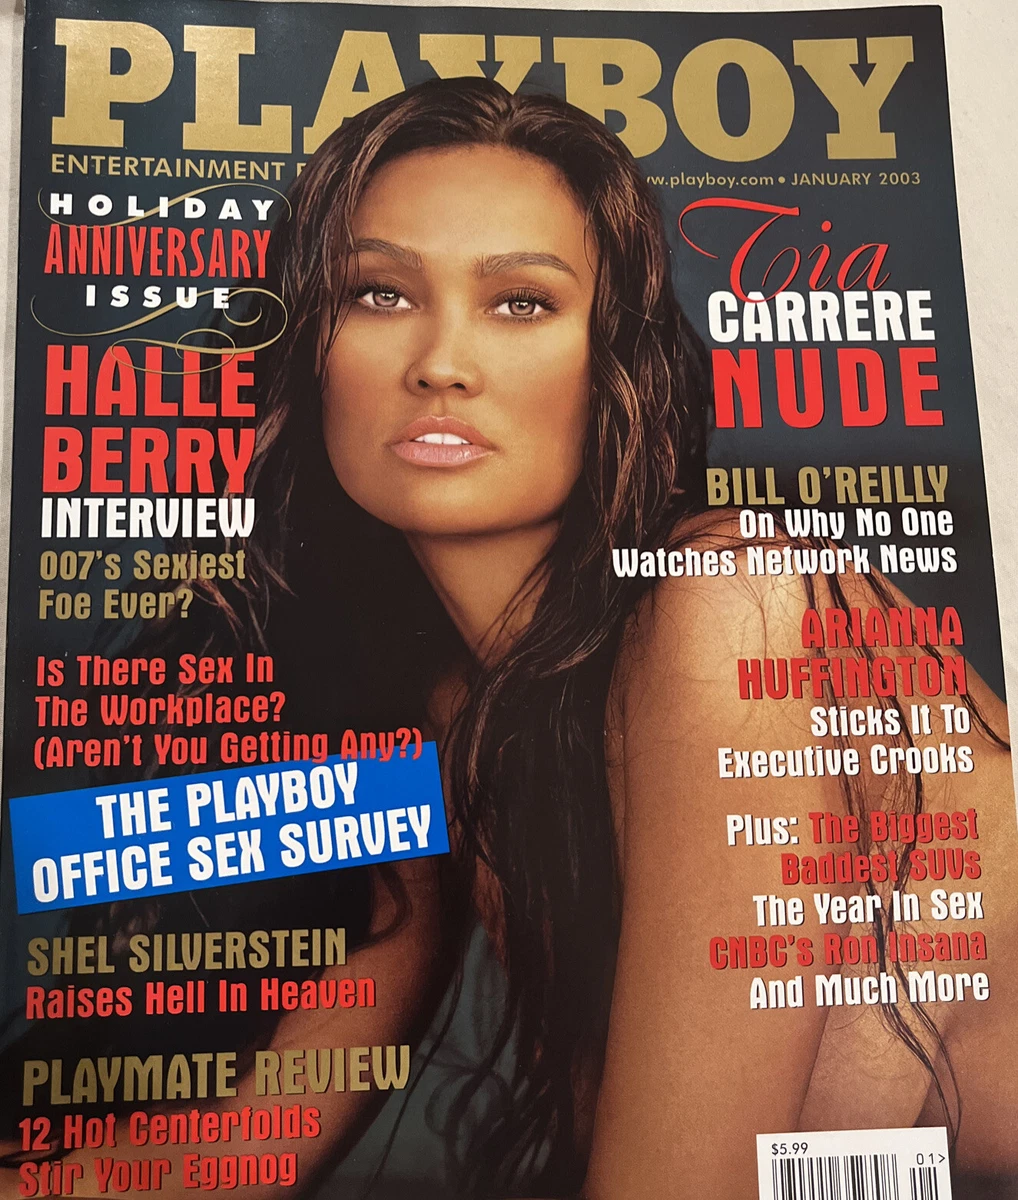 PLAYBOY
ENTERTAINMENT
www.playboy.com • JANUARY 2003
HOLIDAY
ANNIVERSARY
ISSUE
HALLE
BERRY
INTERVIEW
007's Sexiest
Foe Ever?
Is There Sex In
The Workplace?
(Aren't You Getting Any?)
THE PLAYBOY
OFFICE SEX SURVEY
SHEL SILVERSTEIN
Raises Hell In Heaven
PLAYMATE REVIEW
12 Hot Centerfolds
Stir Your Eggnog
Tia
CARRERE
NUDE
BILL O'REILLY
On Why No One
Watches Network News
ARIANNA
HUFFINGTON
Sticks It To
Executive Crooks
Plus: The Biggest
Baddest SUVs
The Year In Sex
CNBC's Ron Insana
And Much More
$5.99
01>